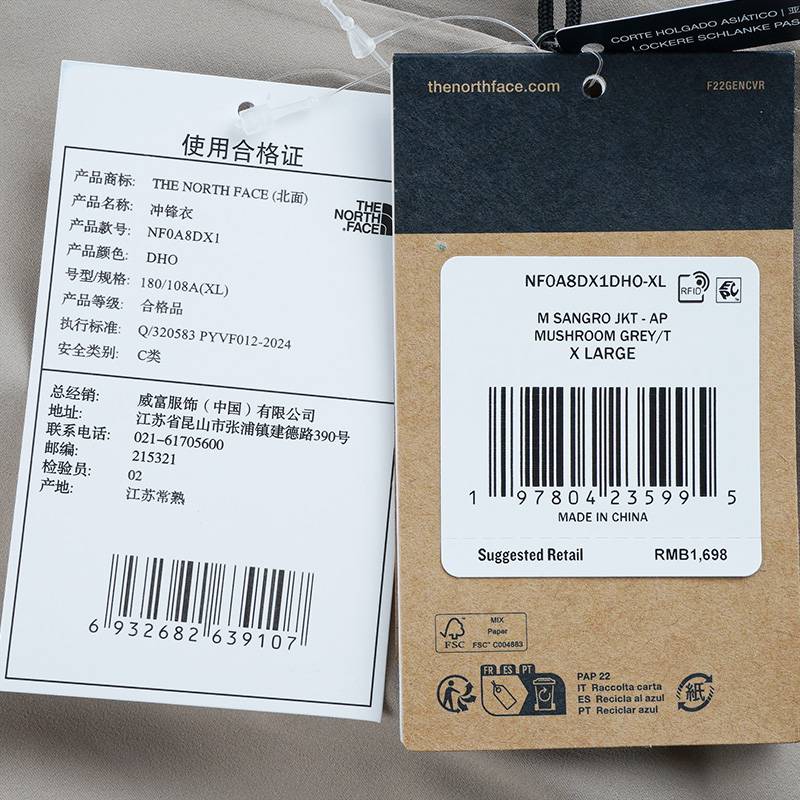 使用合格证
产品商标: THE NORTH FACE (北面)
产品名称: 冲锋衣
产品款号: NF0A8DX1
产品颜色: DHO
号型/规格: 180/108A(XL)
产品等级: 合格品
执行标准: Q/320583 PYVF012-2024
安全类别: C类
THE
NORTH
FACE
总经销: 威富服饰（中国）有限公司
地址: 江苏省昆山市张浦镇建德路390号
联系电话: 021-61705600
邮编: 215321
检验员: 02
产地: 江苏常熟
6 932682 639107
CORTE HOLGADO ASIÁTICO
LOCKERE SCHLANKE PAS
thenorthface.com
F22GENCVR
NF0A8DX1DHO-XL
RFID
EPC
M SANGRO JKT - AP
MUSHROOM GREY/T
X LARGE
1 97804 23599 5
MADE IN CHINA
Suggested Retail RMB1,698
FSC
MIX
Paper
FSC™ C004663
FR ES PT
PAP 22
IT Raccolta carta
ES Recicla al azul
PT Reciclar azul
紙